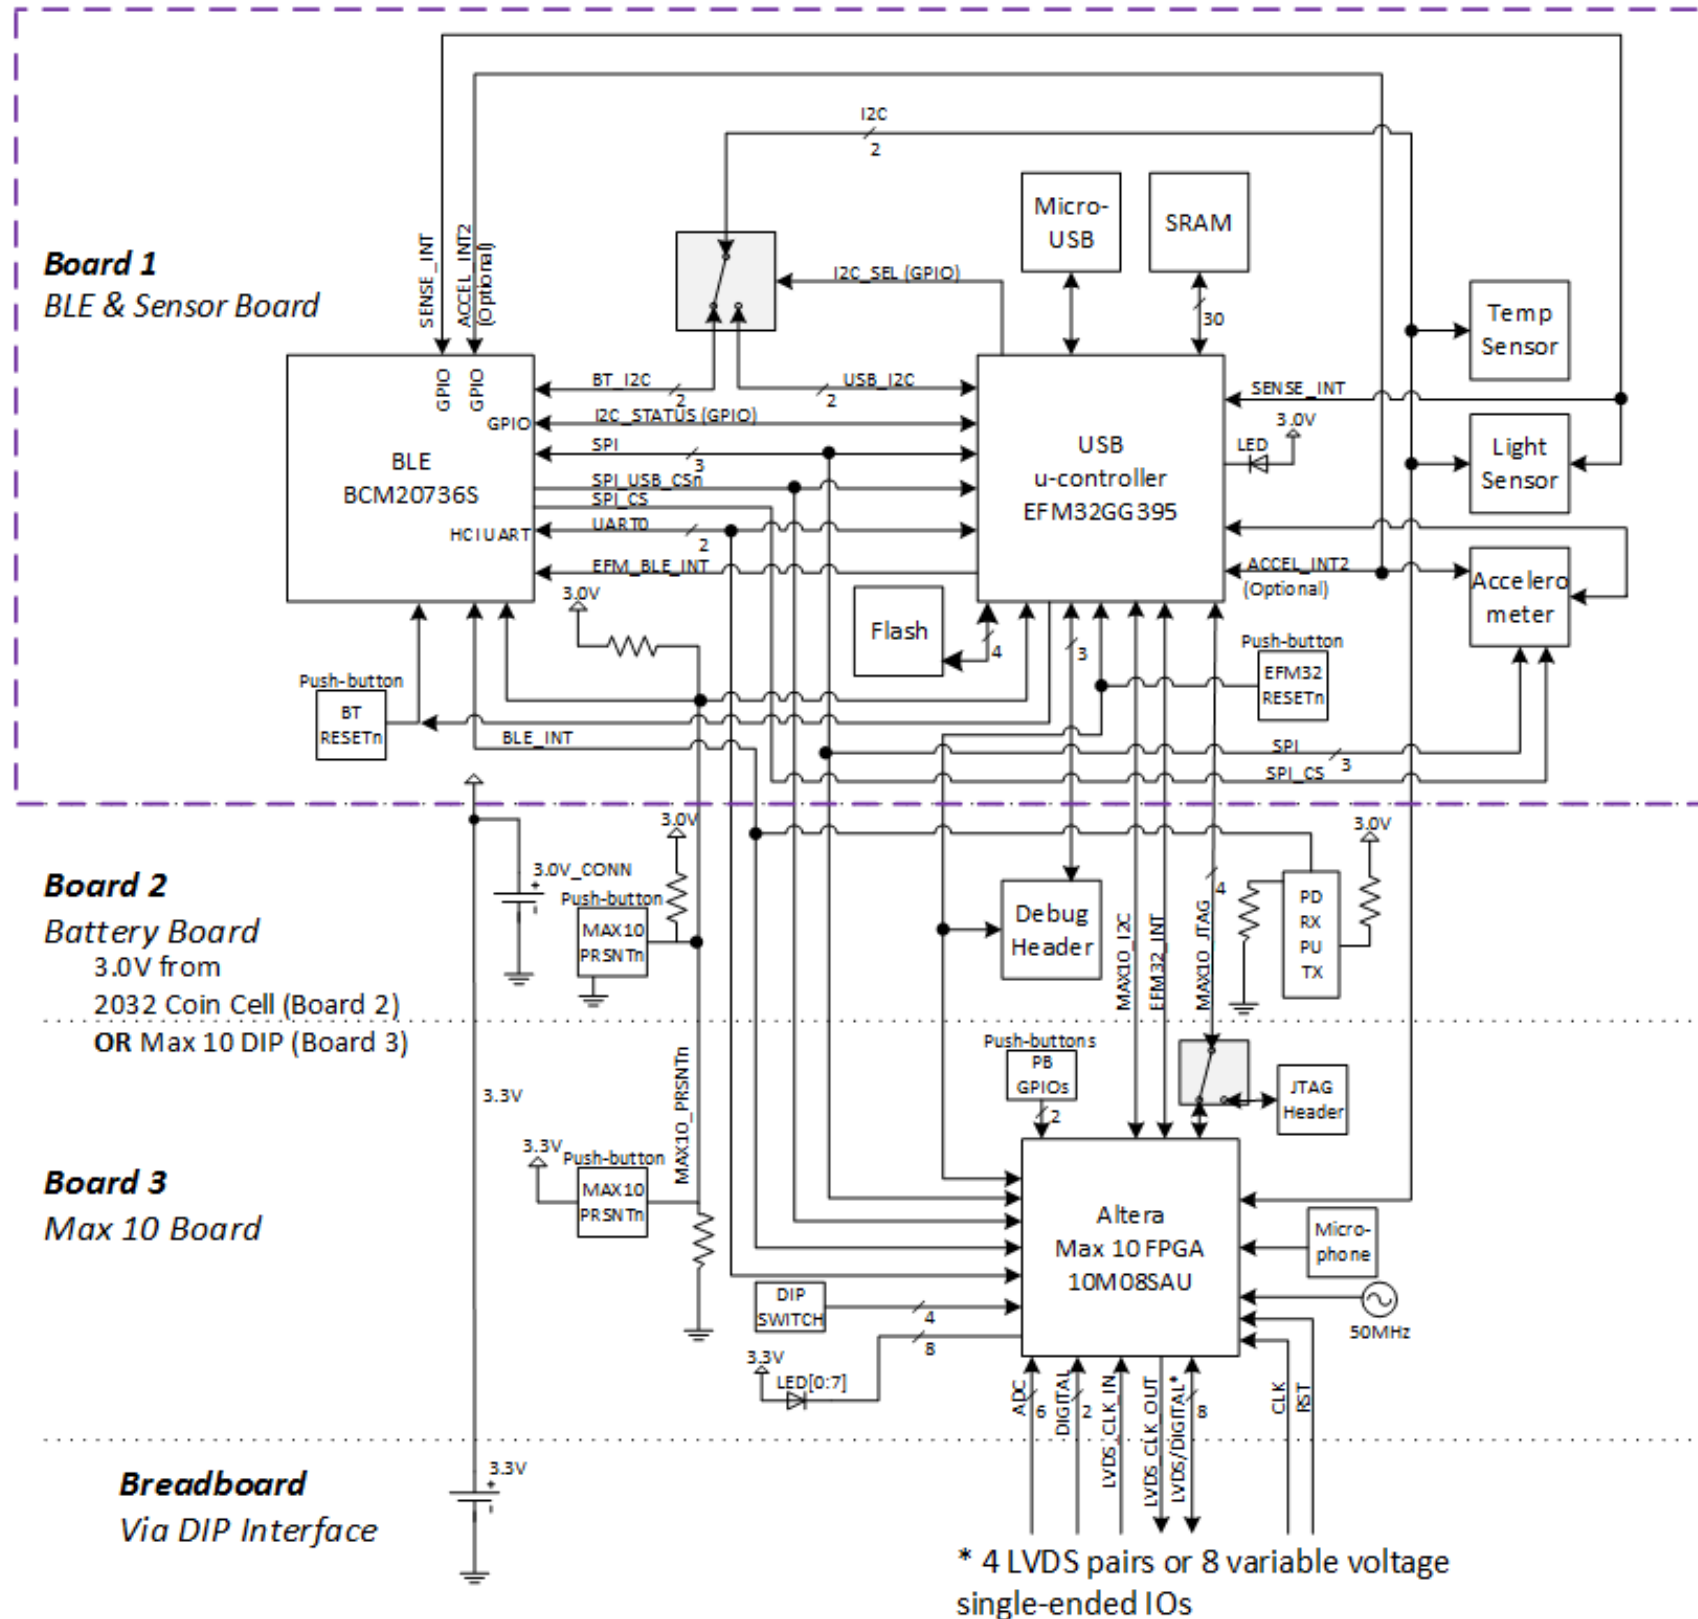 I2C
2
Micro-
USB
SRAM
SENSE_INT
ACCEL_INT2
(Optional)
Board 1
BLE & Sensor Board
I2C_SEL (GPIO)
30
Temp
Sensor
GPIO
GPIO
BT_I2C
2
USB_I2C
2
SENSE_INT
GPIO
I2C_STATUS (GPIO)
3.0V
BLE
BCM20736S
SPI
3
USB
u-controller
EFM32GG395
LED
Light
Sensor
SPI_USB_CSn
SPI_CS
HCI UART
UART0
2
EFM_BLE_INT
ACCEL_INT2
(Optional)
Accelero
meter
3.0V
Flash
4
3
Push-button
EFM32
RESETn
Push-button
BT
RESETn
BLE_INT
SPI
3
SPI_CS
3.0V
3.0V
Board 2
Battery Board
3.0V from
2032 Coin Cell (Board 2)
OR Max 10 DIP (Board 3)
3.0V_CONN
+
Push-button
MAX10
PRSNTn
Debug
Header
MAX10_I2C
EFM32_INT
MAX10_JTAG
4
PD
RX
PU
TX
3.3V
MAX10_PRSNTn
Push-buttons
PB
GPIOs
2
JTAG
Header
3.3V
Push-button
MAX10
PRSNTn
Board 3
Max 10 Board
Altera
Max 10 FPGA
10M08SAU
Micro-
phone
DIP
SWITCH
4
50MHz
8
3.3V
LED[0:7]
ADC
6
DIGITAL
2
LVDS_CLK_IN
LVDS_CLK_OUT
LVDS/DIGITAL*
8
CLK
RST
Breadboard
Via DIP Interface
3.3V
+
* 4 LVDS pairs or 8 variable voltage
single-ended IOs